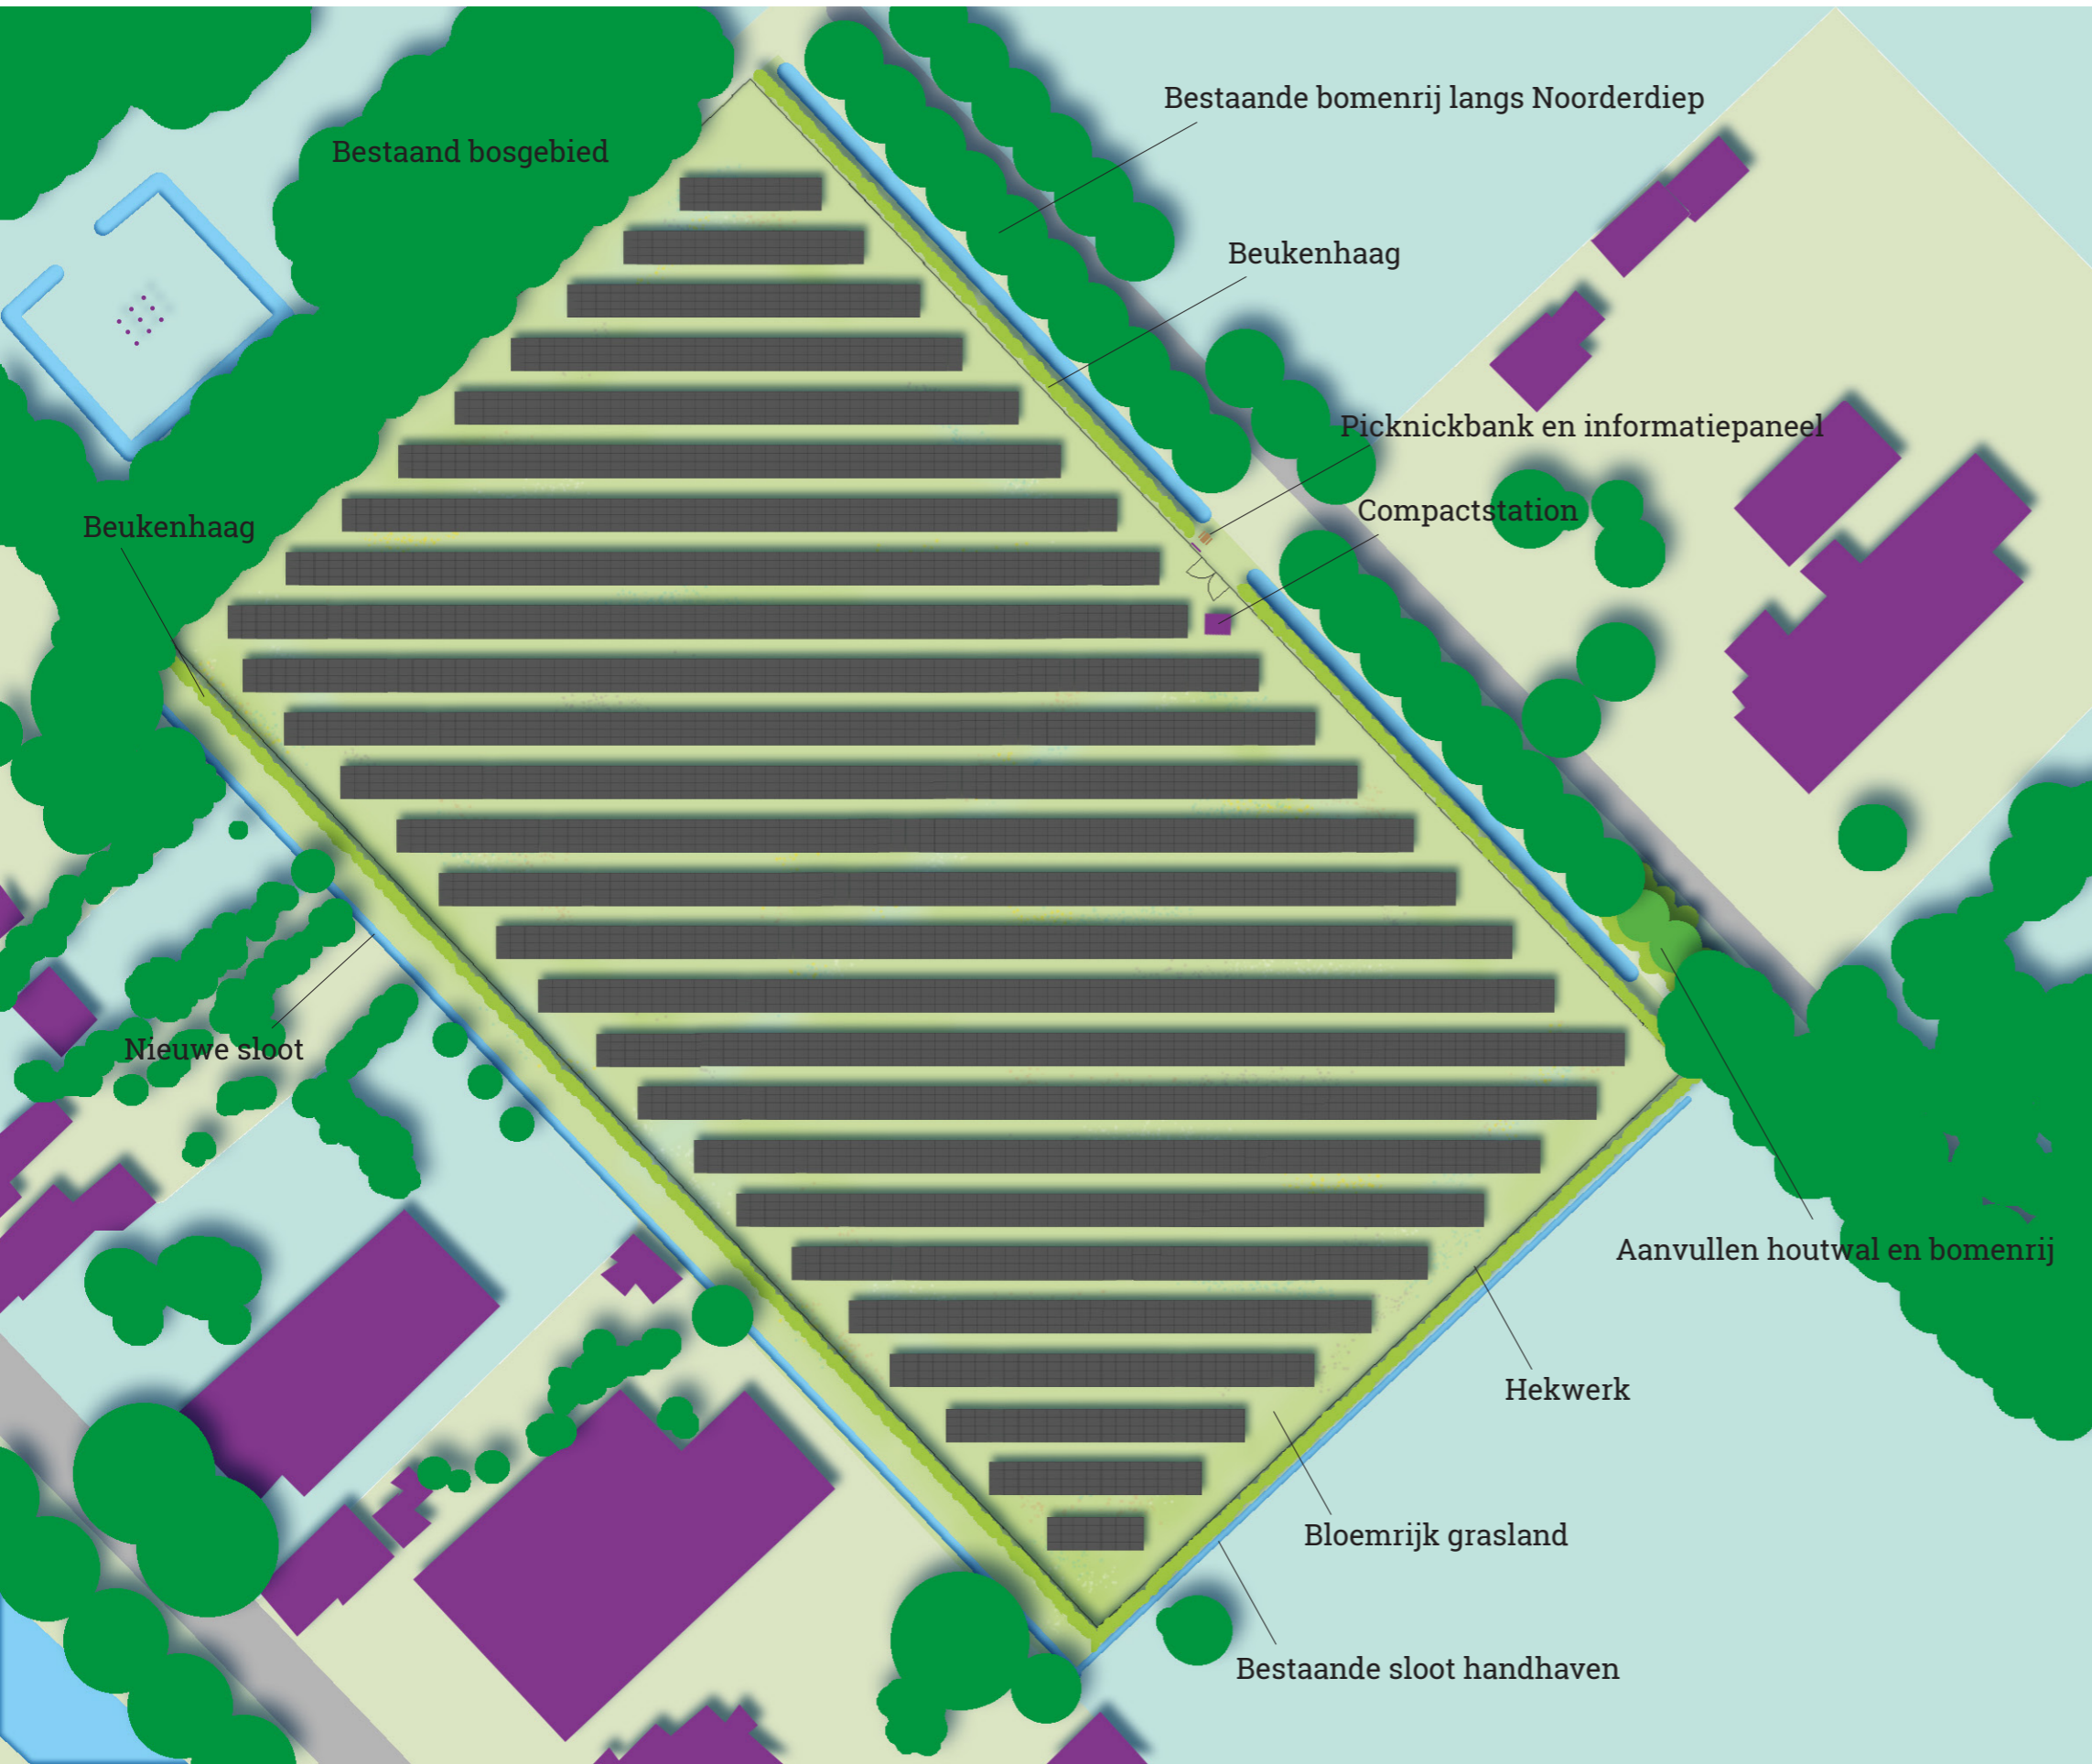 Bestaande bomenrij langs Noorderdiep
Bestaand bosgebied
Beukenhaag
Picknickbank en informatiepaneel
Compactstation
Beukenhaag
Nieuwe sloot
Aanvullen houtwal en bomenrij
Hekwerk
Bloemrijk grasland
Bestaande sloot handhaven